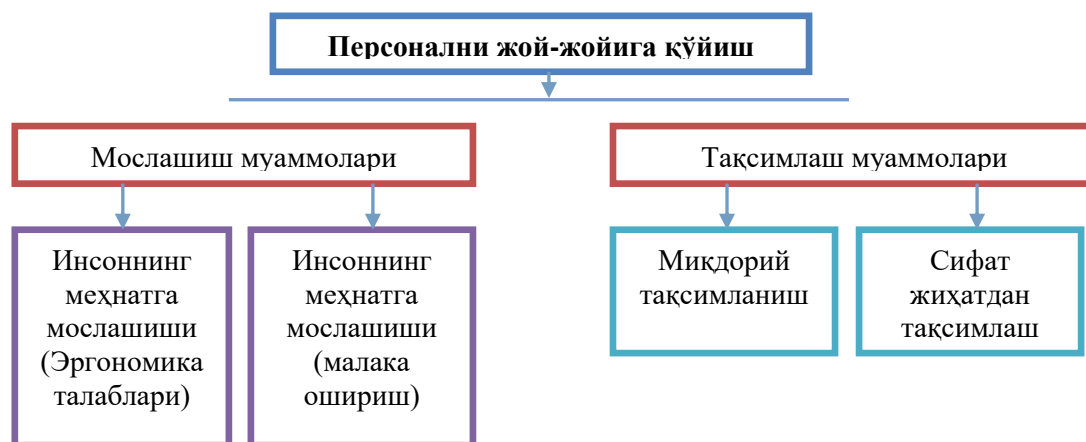 Персонални жой-жойига қўйиш
Мослашиш муаммолари
Тақсимлаш муаммолари
Инсоннинг
меҳнатга
мослашиши
(Эргономика
талаблари)
Инсоннинг
меҳнатга
мослашиши
(малака
ошириш)
Миқдорий
тақсимланиш
Сифат
жиҳатдан
тақсимлаш